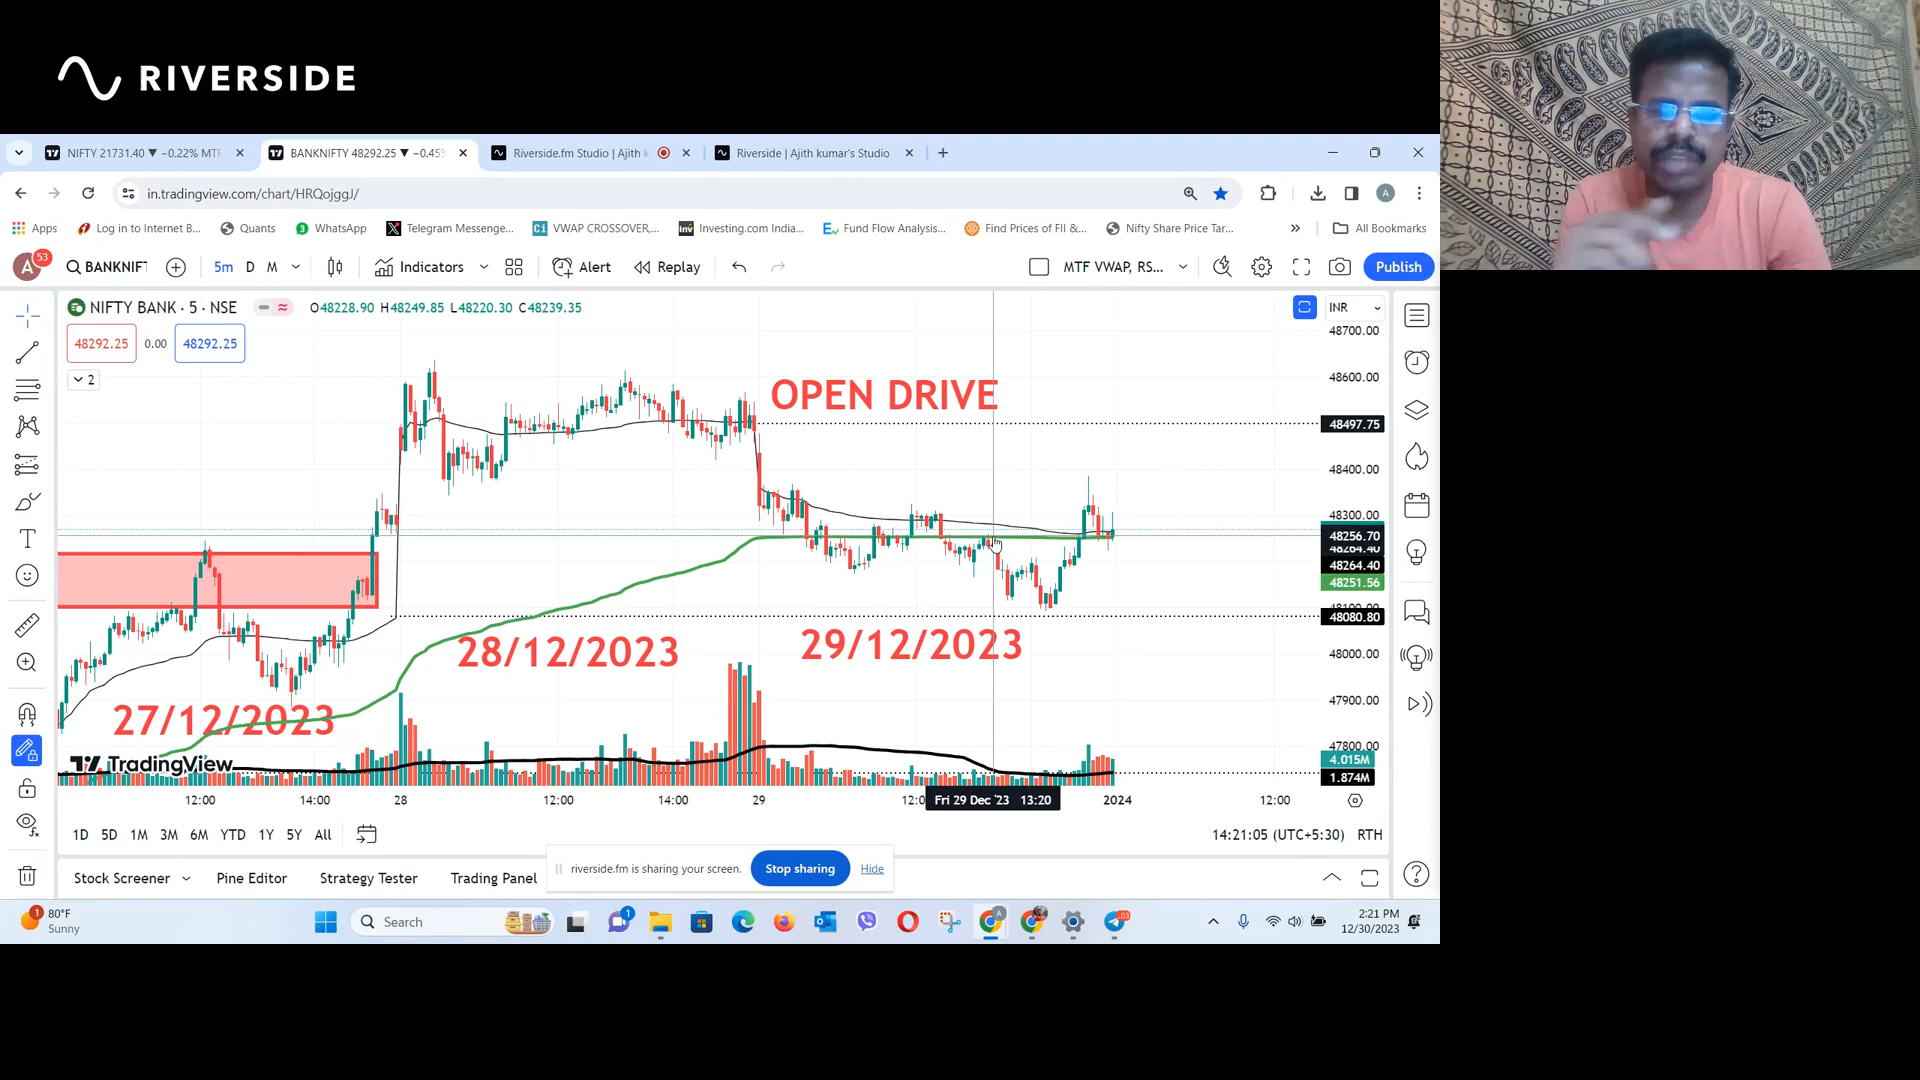 RIVERSIDE
NIFTY 21731.40 ▼ −0.22% MTF
BANKNIFTY 48292.25 ▼ −0.45%
Riverside.fm Studio | Ajith k
Riverside | Ajith kumar's Studio
in.tradingview.com/chart/HRQojggJ/
Apps
Log in to Internet B...
Quants
WhatsApp
Telegram Messenge...
VWAP CROSSOVER,...
Investing.com India...
Fund Flow Analysis...
Find Prices of FII &...
Nifty Share Price Tar...
All Bookmarks
A 53
BANKNIFT
5m D M
Indicators
Alert
Replay
MTF VWAP, RS...
Publish
NIFTY BANK · 5 · NSE
O48228.90 H48249.85 L48220.30 C48239.35
INR
48292.25 0.00 48292.25
2
48700.00
48600.00
OPEN DRIVE
48497.75
48400.00
48300.00
48256.70
48264.40
48251.56
48080.80
28/12/2023
29/12/2023
48000.00
47900.00
27/12/2023
47800.00
TradingView
4.015M
1.874M
12:00 14:00 28 12:00 14:00 29 12:0 Fri 29 Dec '23 13:20 2024 12:00
1D 5D 1M 3M 6M YTD 1Y 5Y All
14:21:05 (UTC+5:30) RTH
Stock Screener
Pine Editor
Strategy Tester
Trading Panel
riverside.fm is sharing your screen.
Stop sharing
Hide
80°F
Sunny
Search
2:21 PM
12/30/2023